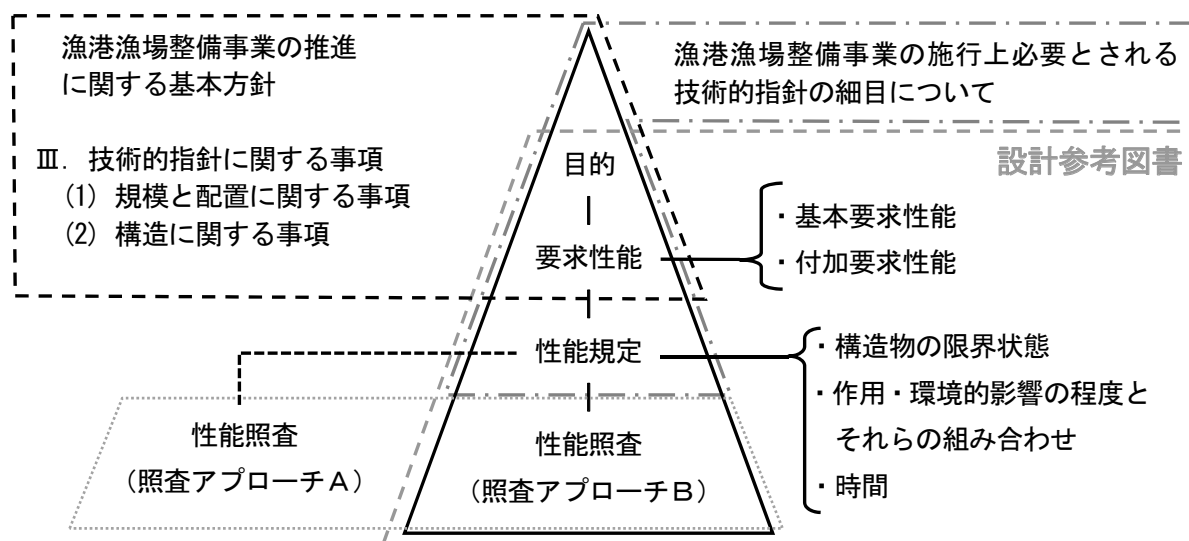 漁港漁場整備事業の推進
に関する基本方針
Ⅲ. 技術的指針に関する事項
(1) 規模と配置に関する事項
(2) 構造に関する事項
漁港漁場整備事業の施行上必要とされる
技術的指針の細目について
設計参考図書
目的
要求性能
・基本要求性能
・付加要求性能
性能規定
・構造物の限界状態
・作用・環境的影響の程度と
それらの組み合わせ
・時間
性能照査
(照査アプローチA)
性能照査
(照査アプローチB)